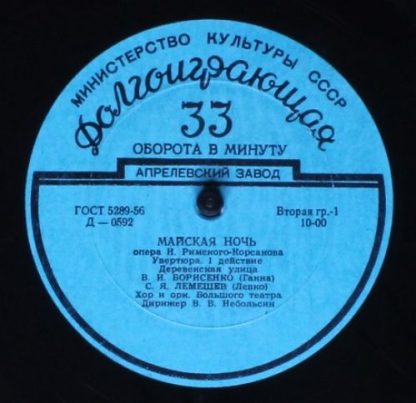 МИНИСТЕРСТВО КУЛЬТУРЫ СССР
Долгоиграющая
33
ОБОРОТА В МИНУТУ
АПРЕЛЕВСКИЙ ЗАВОД
ГОСТ 5289-56
Д — 0592
Вторая гр.-1
10-00
МАЙСКАЯ НОЧЬ
опера Н. Римского-Корсакова
Увертюра. 1 действие
Деревенская улица
В. И. БОРИСЕНКО (Ганна)
С. Я. ЛЕМЕШЕВ (Левко)
Хор и орк. Большого театра
Дирижер В. В. Небольсин